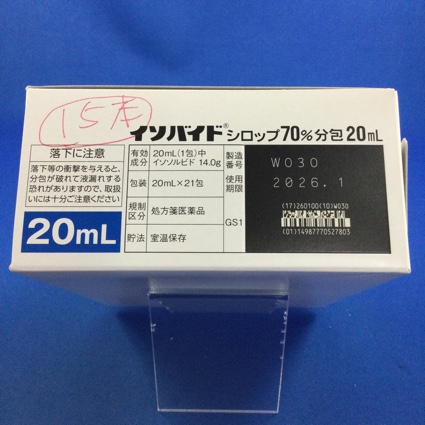 15本
イソバイド®シロップ70%分包20mL
落下に注意
落下等の衝撃を与えると、
分包が破れて液漏れする
恐れがありますので、取扱
いには十分ご注意ください
20mL
有効成分 20mL(1包)中 イソソルビド 14.0g
包装 20mL×21包
規制区分 処方箋医薬品
貯法 室温保存
製造番号 W030
使用期限 2026.1
GS1
(17)260100(10)W030
(01)14987770527803